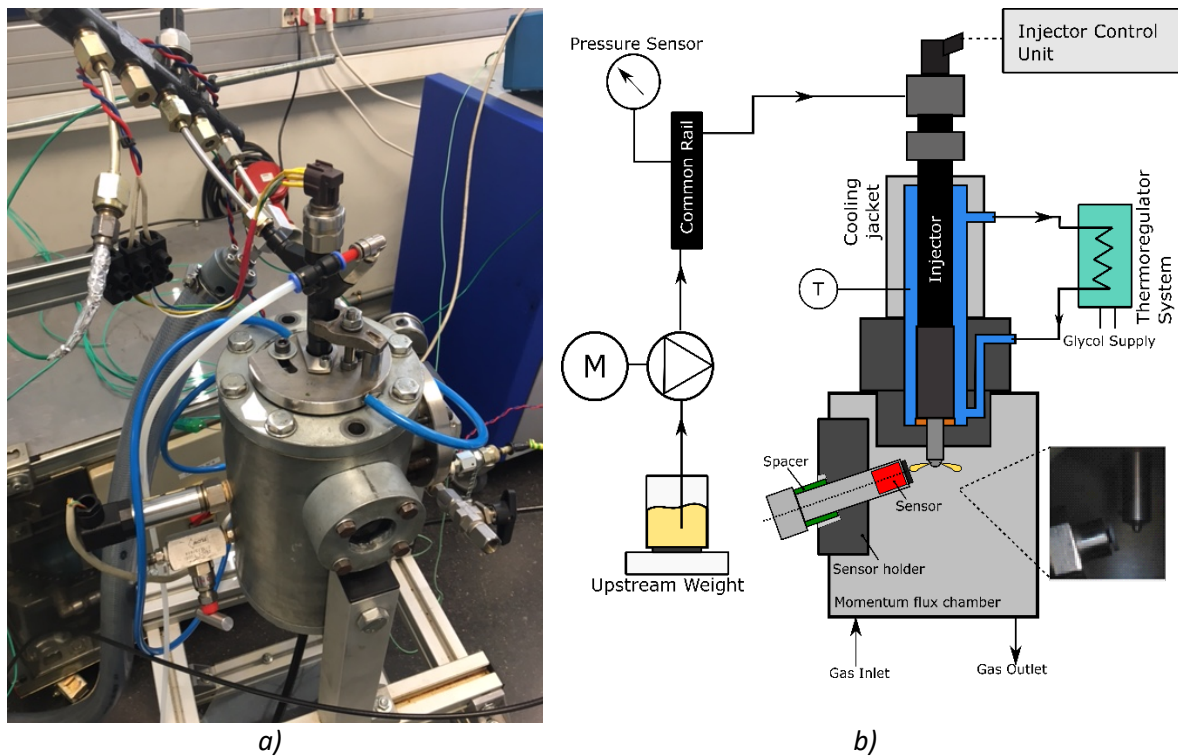 Pressure Sensor
Injector Control
Unit
Common Rail
Cooling
jacket
Injector
T
Thermoregulator
System
Glycol Supply
M
Spacer
Sensor
Sensor holder
Upstream Weight
Momentum flux chamber
Gas Inlet
Gas Outlet
a)
b)